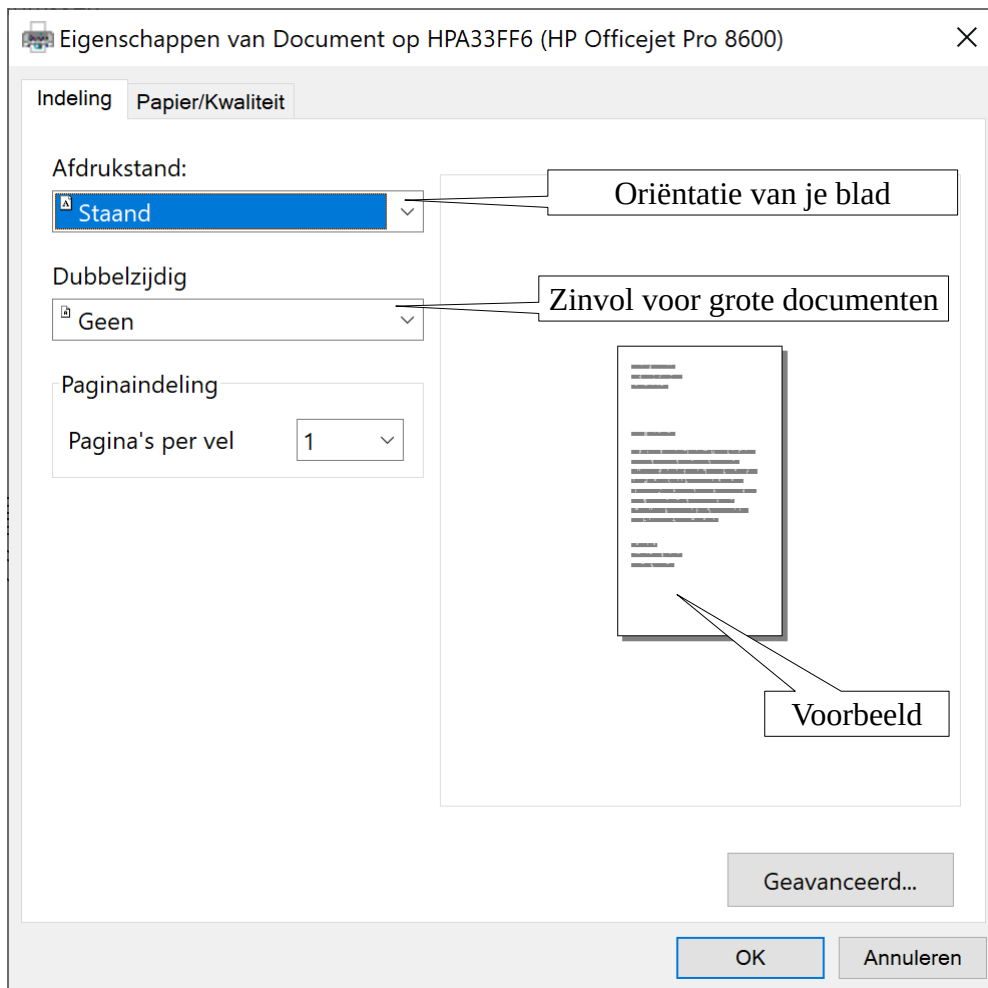 Eigenschappen van Document op HPA33FF6 (HP Officejet Pro 8600)
Indeling
Papier/Kwaliteit
Afdrukstand:
Staand
Oriëntatie van je blad
Dubbelzijdig
Geen
Zinvol voor grote documenten
Paginaindeling
Pagina's per vel
1
Voorbeeld
Geavanceerd...
OK
Annuleren